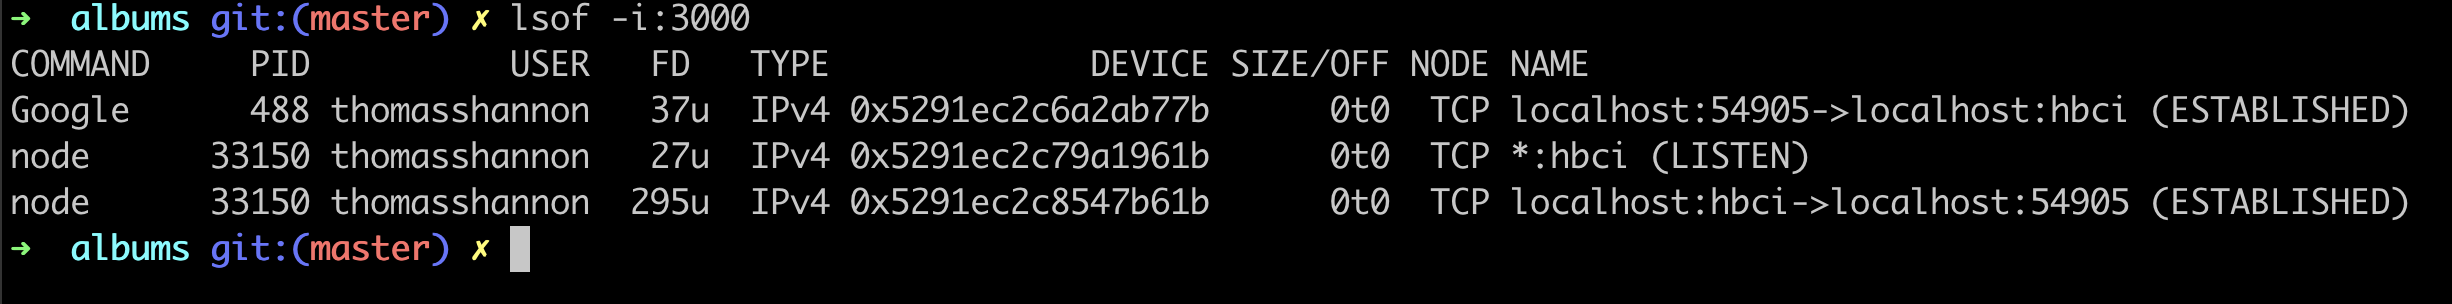 ➜  albums git:(master) ✗ lsof -i:3000
COMMAND     PID          USER   FD   TYPE             DEVICE SIZE/OFF NODE NAME
Google      488 thomasshannon   37u  IPv4 0x5291ec2c6a2ab77b      0t0  TCP localhost:54905->localhost:hbci (ESTABLISHED)
node      33150 thomasshannon   27u  IPv4 0x5291ec2c79a1961b      0t0  TCP *:hbci (LISTEN)
node      33150 thomasshannon  295u  IPv4 0x5291ec2c8547b61b      0t0  TCP localhost:hbci->localhost:54905 (ESTABLISHED)
➜  albums git:(master) ✗